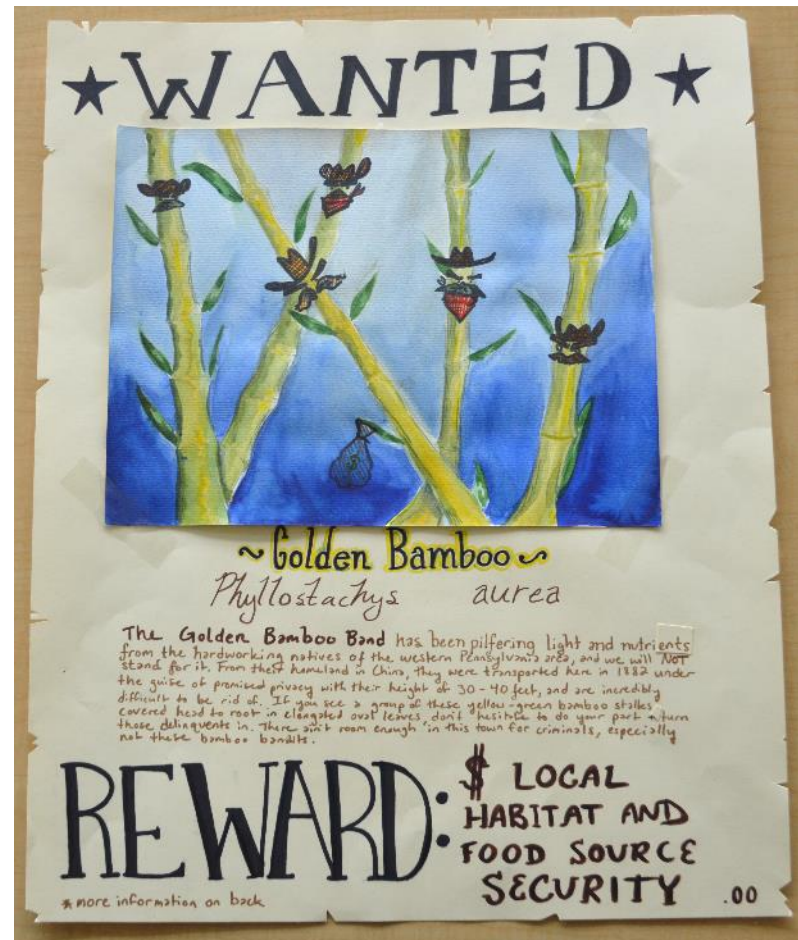 ★ WANTED ★
~ Golden Bamboo ~
Phyllostachys aurea
The Golden Bamboo Band has been pilfering light and nutrients
from the hardworking natives of the western Pennsylvania area, and we will NOT
stand for it. From their homeland in China, they were transported here in 1882 under
the guise of promised privacy with their height of 30-40 feet, and are incredibly
difficult to be rid of. If you see a group of these yellow-green bamboo stalks
covered head to root in elongated oval leaves, don't hesitate to do your part n turn
those delinquents in. There ain't room enough in this town for criminals, especially
not these bamboo bandits.
REWARD:
$ LOCAL
HABITAT AND
FOOD SOURCE
SECURITY .00
*more information on back